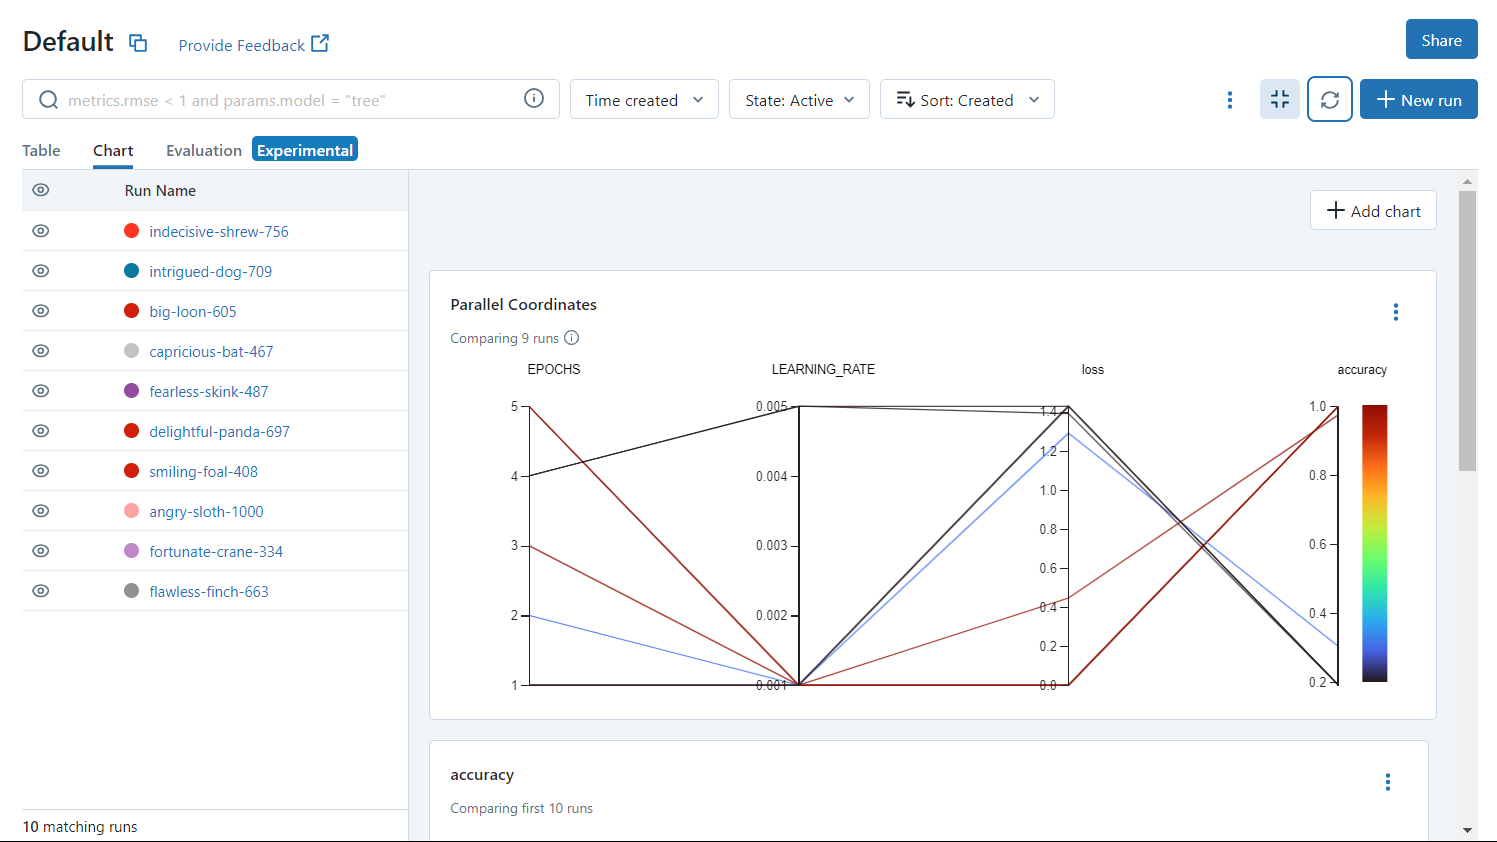 Default
Provide Feedback
Share
metrics.rmse < 1 and params.model = "tree"
Time created
State: Active
Sort: Created
New run
Table
Chart
Evaluation
Experimental
Run Name
indecisive-shrew-756
intrigued-dog-709
big-loon-605
capricious-bat-467
fearless-skink-487
delightful-panda-697
smiling-foal-408
angry-sloth-1000
fortunate-crane-334
flawless-finch-663
10 matching runs
Add chart
Parallel Coordinates
Comparing 9 runs
EPOCHS
5
4
3
2
1
LEARNING_RATE
0.005
0.004
0.003
0.002
0.001
loss
1.4
1.2
1.0
0.8
0.6
0.4
0.2
0.0
accuracy
1.0
0.8
0.6
0.4
0.2
accuracy
Comparing first 10 runs